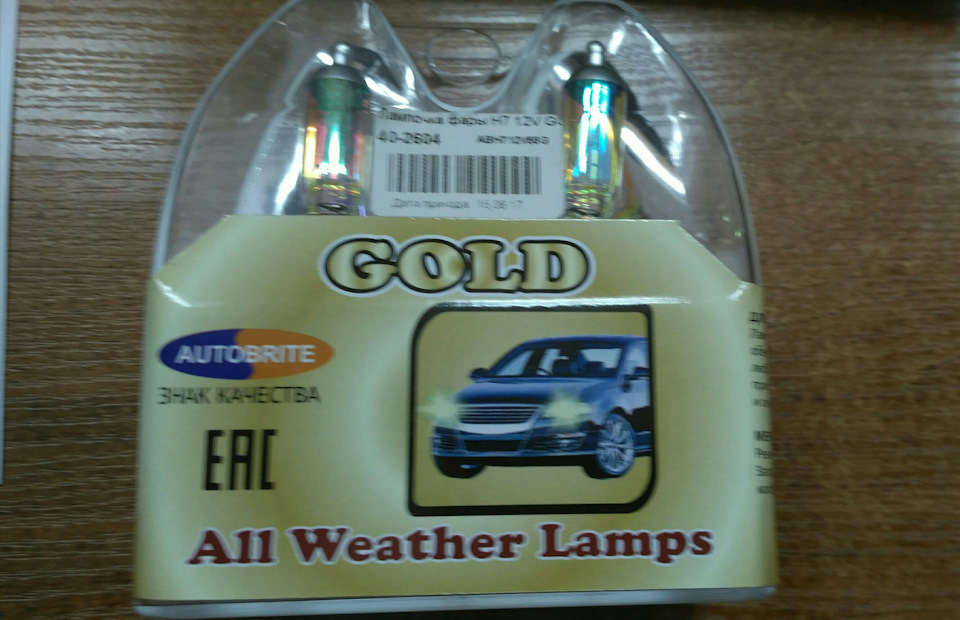 Лампочка фары H7 12V G
40-2604 ABH712V55G
Дата прихода: 15.08.17
GOLD
AUTOBRITE
ЗНАК КАЧЕСТВА
EAC
All Weather Lamps